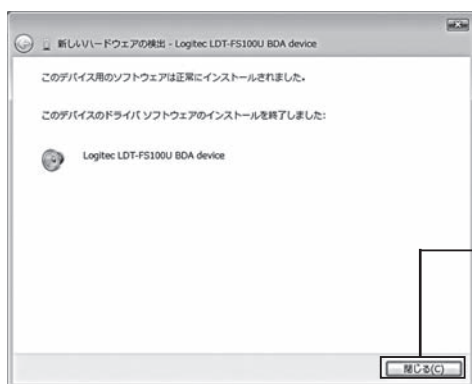 新しいハードウェアの検出 - Logitec LDT-FS100U BDA device
このデバイス用のソフトウェアは正常にインストールされました。
このデバイスのドライバ ソフトウェアのインストールを終了しました:
Logitec LDT-FS100U BDA device
閉じる(C)